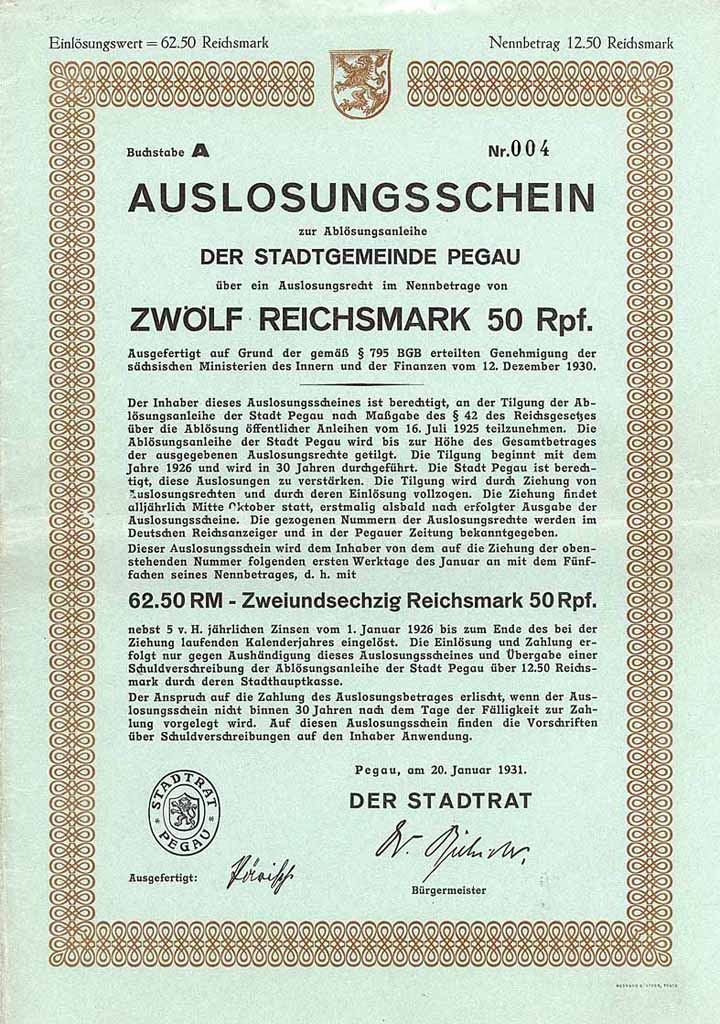 Einlösungswert = 62.50 Reichsmark
Nennbetrag 12.50 Reichsmark
Buchstabe A
Nr. 004
AUSLOSUNGSSCHEIN
zur Ablösungsanleihe
DER STADTGEMEINDE PEGAU
über ein Auslosungsrecht im Nennbetrage von
ZWÖLF REICHSMARK 50 Rpf.
Ausgefertigt auf Grund der gemäß § 795 BGB erteilten Genehmigung der
sächsischen Ministerien des Innern und der Finanzen vom 12. Dezember 1930.
Der Inhaber dieses Auslosungsscheines ist berechtigt, an der Tilgung der Ab-
lösungsanleihe der Stadt Pegau nach Maßgabe des § 42 des Reichsgesetzes
über die Ablösung öffentlicher Anleihen vom 16. Juli 1925 teilzunehmen. Die
Ablösungsanleihe der Stadt Pegau wird bis zur Höhe des Gesamtbetrages
der ausgegebenen Auslosungsrechte getilgt. Die Tilgung beginnt mit dem
Jahre 1926 und wird in 30 Jahren durchgeführt. Die Stadt Pegau ist berech-
tigt, diese Auslosungen zu verstärken. Die Tilgung wird durch Ziehung von
Auslosungsrechten und durch deren Einlösung vollzogen. Die Ziehung findet
alljährlich Mitte Oktober statt, erstmalig alsbald nach erfolgter Ausgabe der
Auslosungsscheine. Die gezogenen Nummern der Auslosungsrechte werden im
Deutschen Reichsanzeiger und in der Pegauer Zeitung bekanntgegeben.
Dieser Auslosungsschein wird dem Inhaber von dem auf die Ziehung der oben-
stehenden Nummer folgenden ersten Werktage des Januar an mit dem Fünf-
fachen seines Nennbetrages, d. h. mit
62.50 RM - Zweiundsechzig Reichsmark 50 Rpf.
nebst 5 v. H. jährlichen Zinsen vom 1. Januar 1926 bis zum Ende des bei der
Ziehung laufenden Kalenderjahres eingelöst. Die Einlösung und Zahlung er-
folgt nur gegen Aushändigung dieses Auslosungsscheines und Übergabe einer
Schuldverschreibung der Ablösungsanleihe der Stadt Pegau über 12.50 Reichs-
mark durch deren Stadthauptkasse.
Der Anspruch auf die Zahlung des Auslosungsbetrages erlischt, wenn der Aus-
losungsschein nicht binnen 30 Jahren nach dem Tage der Fälligkeit zur Zah-
lung vorgelegt wird. Auf diesen Auslosungsschein finden die Vorschriften
über Schuldverschreibungen auf den Inhaber Anwendung.
Pegau, am 20. Januar 1931.
DER STADTRAT
STADTRAT
* PEGAU *
Ausgefertigt:
Dr.
Bürgermeister